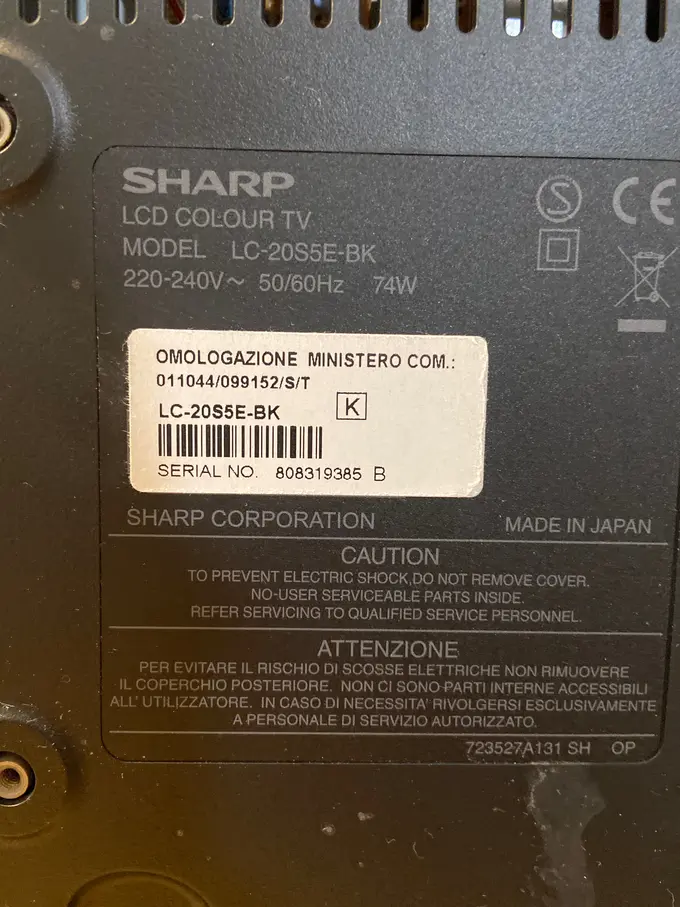 SHARP
LCD COLOUR TV
MODEL LC-20S5E-BK
220-240V~ 50/60Hz 74W
S
CE
OMOLOGAZIONE MINISTERO COM.:
011044/099152/S/T
LC-20S5E-BK K
SERIAL NO. 808319385 B
SHARP CORPORATION MADE IN JAPAN
CAUTION
TO PREVENT ELECTRIC SHOCK,DO NOT REMOVE COVER.
NO-USER SERVICEABLE PARTS INSIDE.
REFER SERVICING TO QUALIFIED SERVICE PERSONNEL.
ATTENZIONE
PER EVITARE IL RISCHIO DI SCOSSE ELETTRICHE NON RIMUOVERE
IL COPERCHIO POSTERIORE. NON CI SONO PARTI INTERNE ACCESSIBILI
ALL' UTILIZZATORE. IN CASO DI NECESSITA' RIVOLGERSI ESCLUSIVAMENTE
A PERSONALE DI SERVIZIO AUTORIZZATO.
723527A131 SH OP